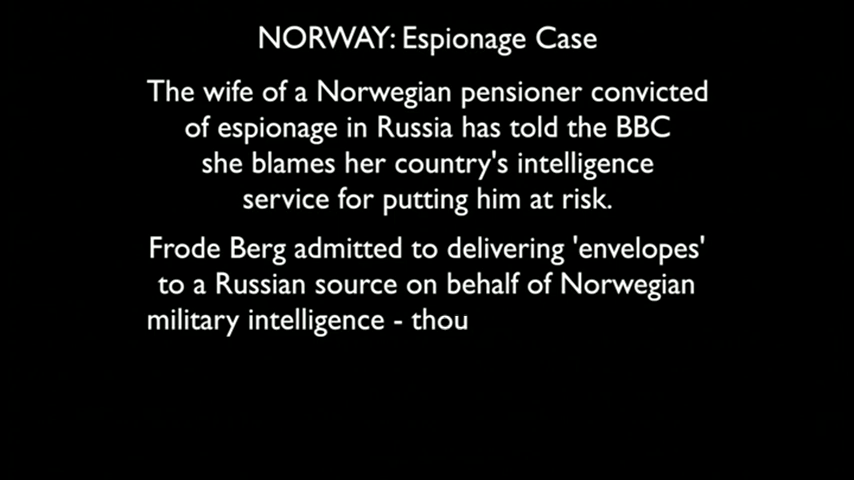 NORWAY: Espionage Case
The wife of a Norwegian pensioner convicted
of espionage in Russia has told the BBC
she blames her country's intelligence
service for putting him at risk.
Frode Berg admitted to delivering 'envelopes'
to a Russian source on behalf of Norwegian
military intelligence - thou